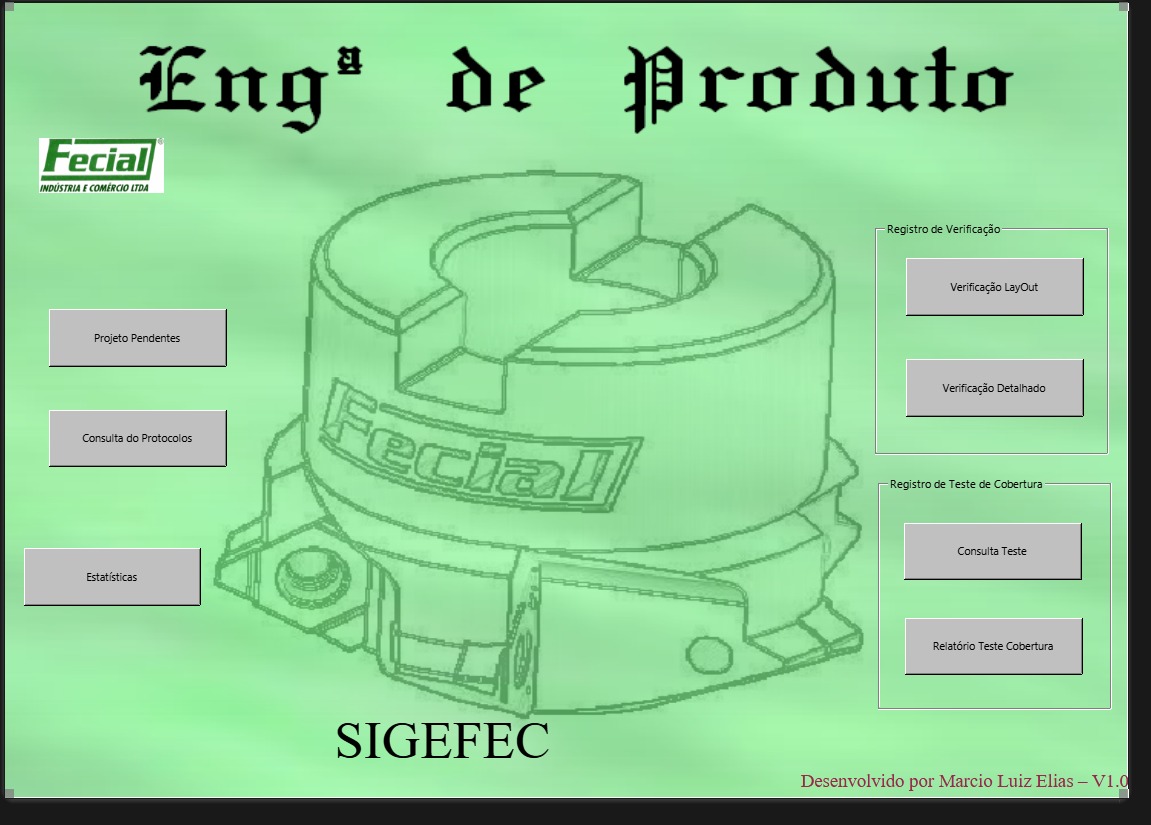 Engª de Produto
Fecial®
INDÚSTRIA E COMÉRCIO LTDA
Projeto Pendentes
Consulta do Protocolos
Estatísticas
Fecial
Registro de Verificação
Verificação LayOut
Verificação Detalhado
Registro de Teste de Cobertura
Consulta Teste
Relatório Teste Cobertura
SIGEFEC
Desenvolvido por Marcio Luiz Elias – V1.0